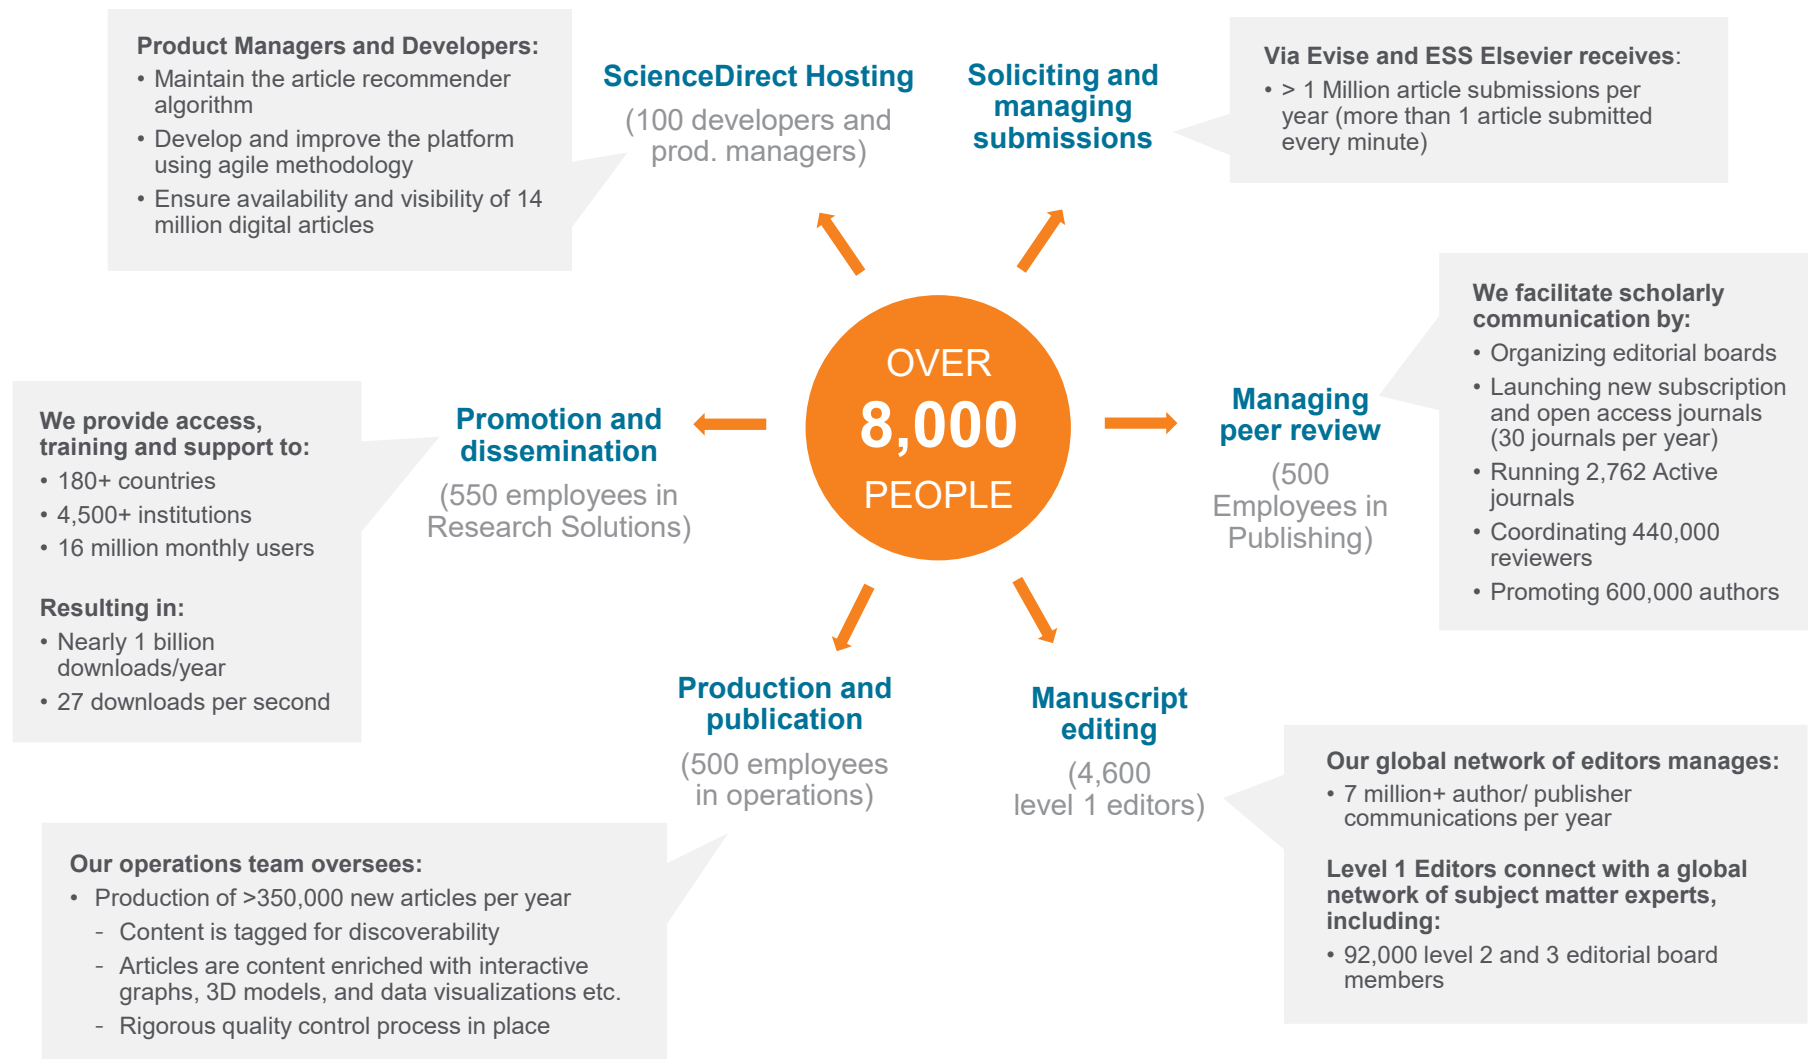 Product Managers and Developers:
• Maintain the article recommender
algorithm
• Develop and improve the platform
using agile methodology
• Ensure availability and visibility of 14
million digital articles
ScienceDirect Hosting
(100 developers and
prod. managers)
Soliciting and
managing
submissions
Via Evise and ESS Elsevier receives:
• > 1 Million article submissions per
year (more than 1 article submitted
every minute)
We facilitate scholarly
communication by:
• Organizing editorial boards
• Launching new subscription
and open access journals
(30 journals per year)
• Running 2,762 Active
journals
• Coordinating 440,000
reviewers
• Promoting 600,000 authors
OVER
8,000
PEOPLE
Managing
peer review
(500
Employees in
Publishing)
We provide access,
training and support to:
• 180+ countries
• 4,500+ institutions
• 16 million monthly users
Resulting in:
• Nearly 1 billion
downloads/year
• 27 downloads per second
Promotion and
dissemination
(550 employees in
Research Solutions)
Production and
publication
(500 employees
in operations)
Manuscript
editing
(4,600
level 1 editors)
Our global network of editors manages:
• 7 million+ author/ publisher
communications per year
Level 1 Editors connect with a global
network of subject matter experts,
including:
• 92,000 level 2 and 3 editorial board
members
Our operations team oversees:
• Production of >350,000 new articles per year
- Content is tagged for discoverability
- Articles are content enriched with interactive
graphs, 3D models, and data visualizations etc.
- Rigorous quality control process in place